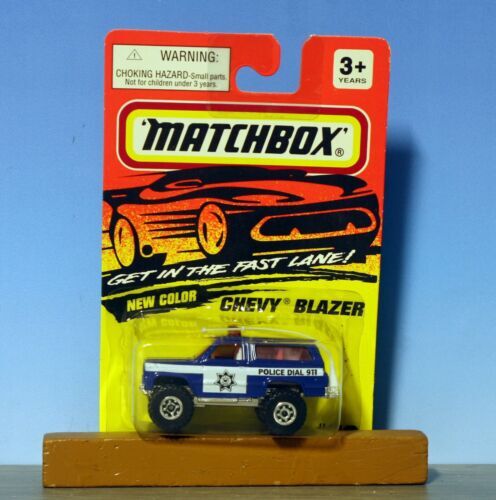 WARNING:
CHOKING HAZARD-Small parts.
Not for children under 3 years.
3+
YEARS
'MATCHBOX'®
GET IN THE FAST LANE!
NEW COLOR
CHEVY® BLAZER
POLICE DIAL 911